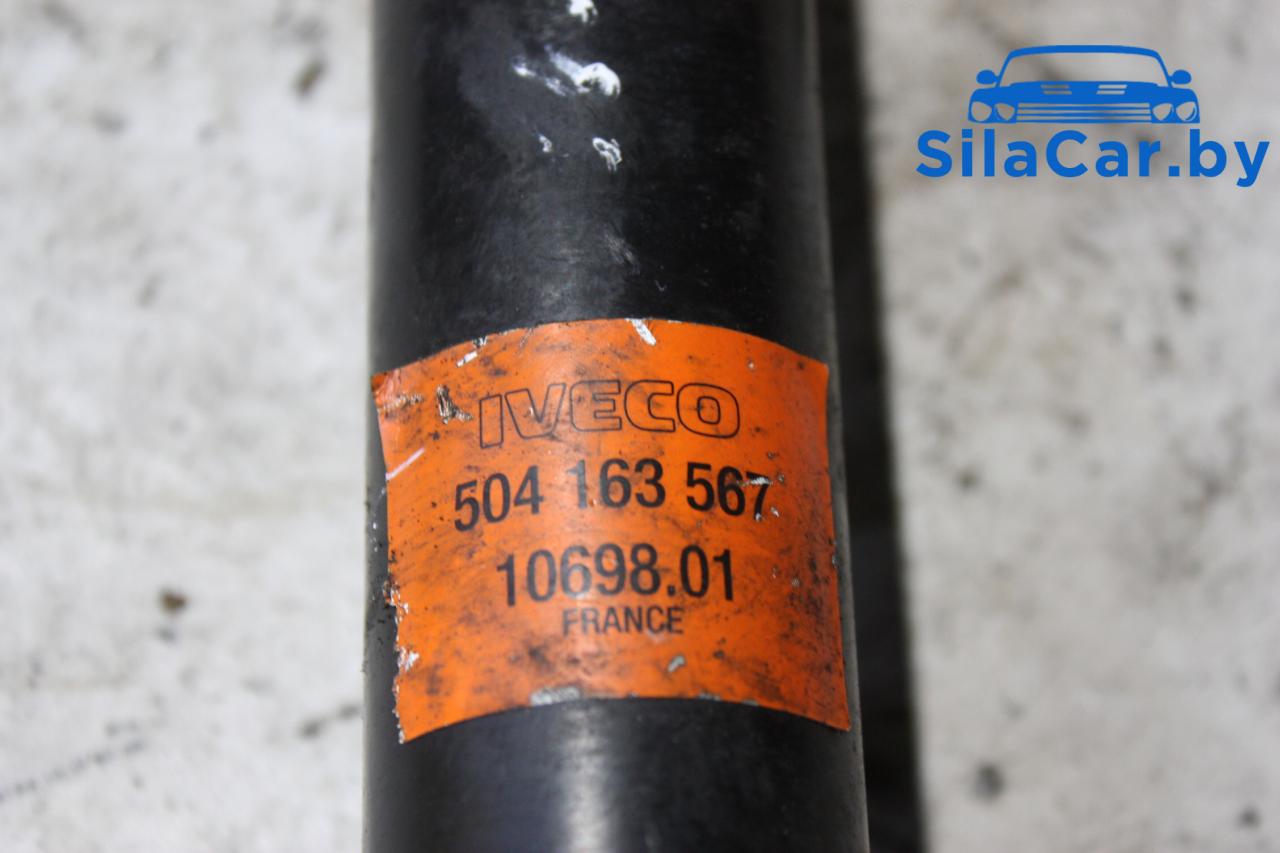 SilaCar.by
IVECO
504 163 567
10698.01
FRANCE